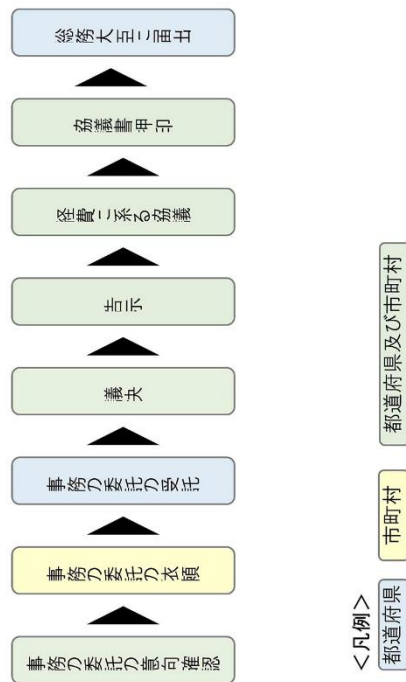 事務の委託の意向確認
事務の委託の依頼
事務の委託の受託
議決
告示
経費に係る協議
協議書押印
総務大臣に届出
＜凡例＞
都道府県
市町村
都道府県及び市町村